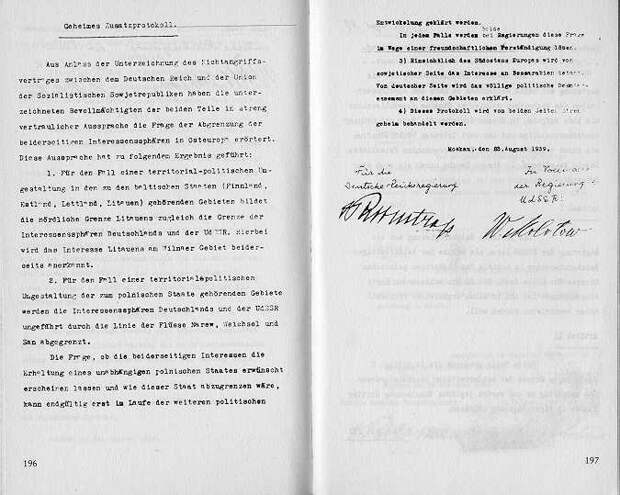 Geheimes Zusatzprotokoll.
Aus Anlass der Unterzeichnung des Nichtangriffs-
vertrages zwischen dem Deutschen Reich und der Union
der Sozialistischen Sowjetrepubliken haben die unter-
zeichneten Bevollmächtigten der beiden Teile in streng
vertraulicher Aussprache die Frage der Abgrenzung der
beiderseitigen Interessensphären in Osteuropa erörtert.
Diese Aussprache hat zu folgendem Ergebnis geführt:
1. Für den Fall einer territorial-politischen Um-
gestaltung in den zu den baltischen Staaten (Finnland,
Estland, Lettland, Litauen) gehörenden Gebieten bildet
die nördliche Grenze Litauens zugleich die Grenze der
Interessensphären Deutschlands und der UdSSR. Hierbei
wird das Interesse Litauens am Wilnaer Gebiet beider-
seits anerkannt.
2. Für den Fall einer territorialpolitischen
Umgestaltung der zum polnischen Staate gehörenden Gebiete
werden die Interessensphären Deutschlands und der UdSSR
ungefähr durch die Linie der Flüsse Narew, Weichsel und
San abgegrenzt.
Die Frage, ob die beiderseitigen Interessen die
Erhaltung eines unabhängigen polnischen Staates erwünscht
erscheinen lassen und wie dieser Staat abzugrenzen wäre,
kann endgültig erst im Laufe der weiteren politischen
196
Entwickelung geklärt werden.
In jedem Falle werden beide Regierungen diese Frage
im Wege einer freundschaftlichen Verständigung lösen.
3) Hinsichtlich des Südostens Europas wird von
sowjetischer Seite das Interesse an Bessarabien betont.
Von deutscher Seite wird das völlige politische
an diesen Gebieten erklärt.
4) Dieses Protokoll wird von beiden Seiten streng
geheim behandelt werden.
Moskau, den 23. August 1939.
Für die
Deutsche Reichsregierung
In
der Regierung
UdSSR:
197